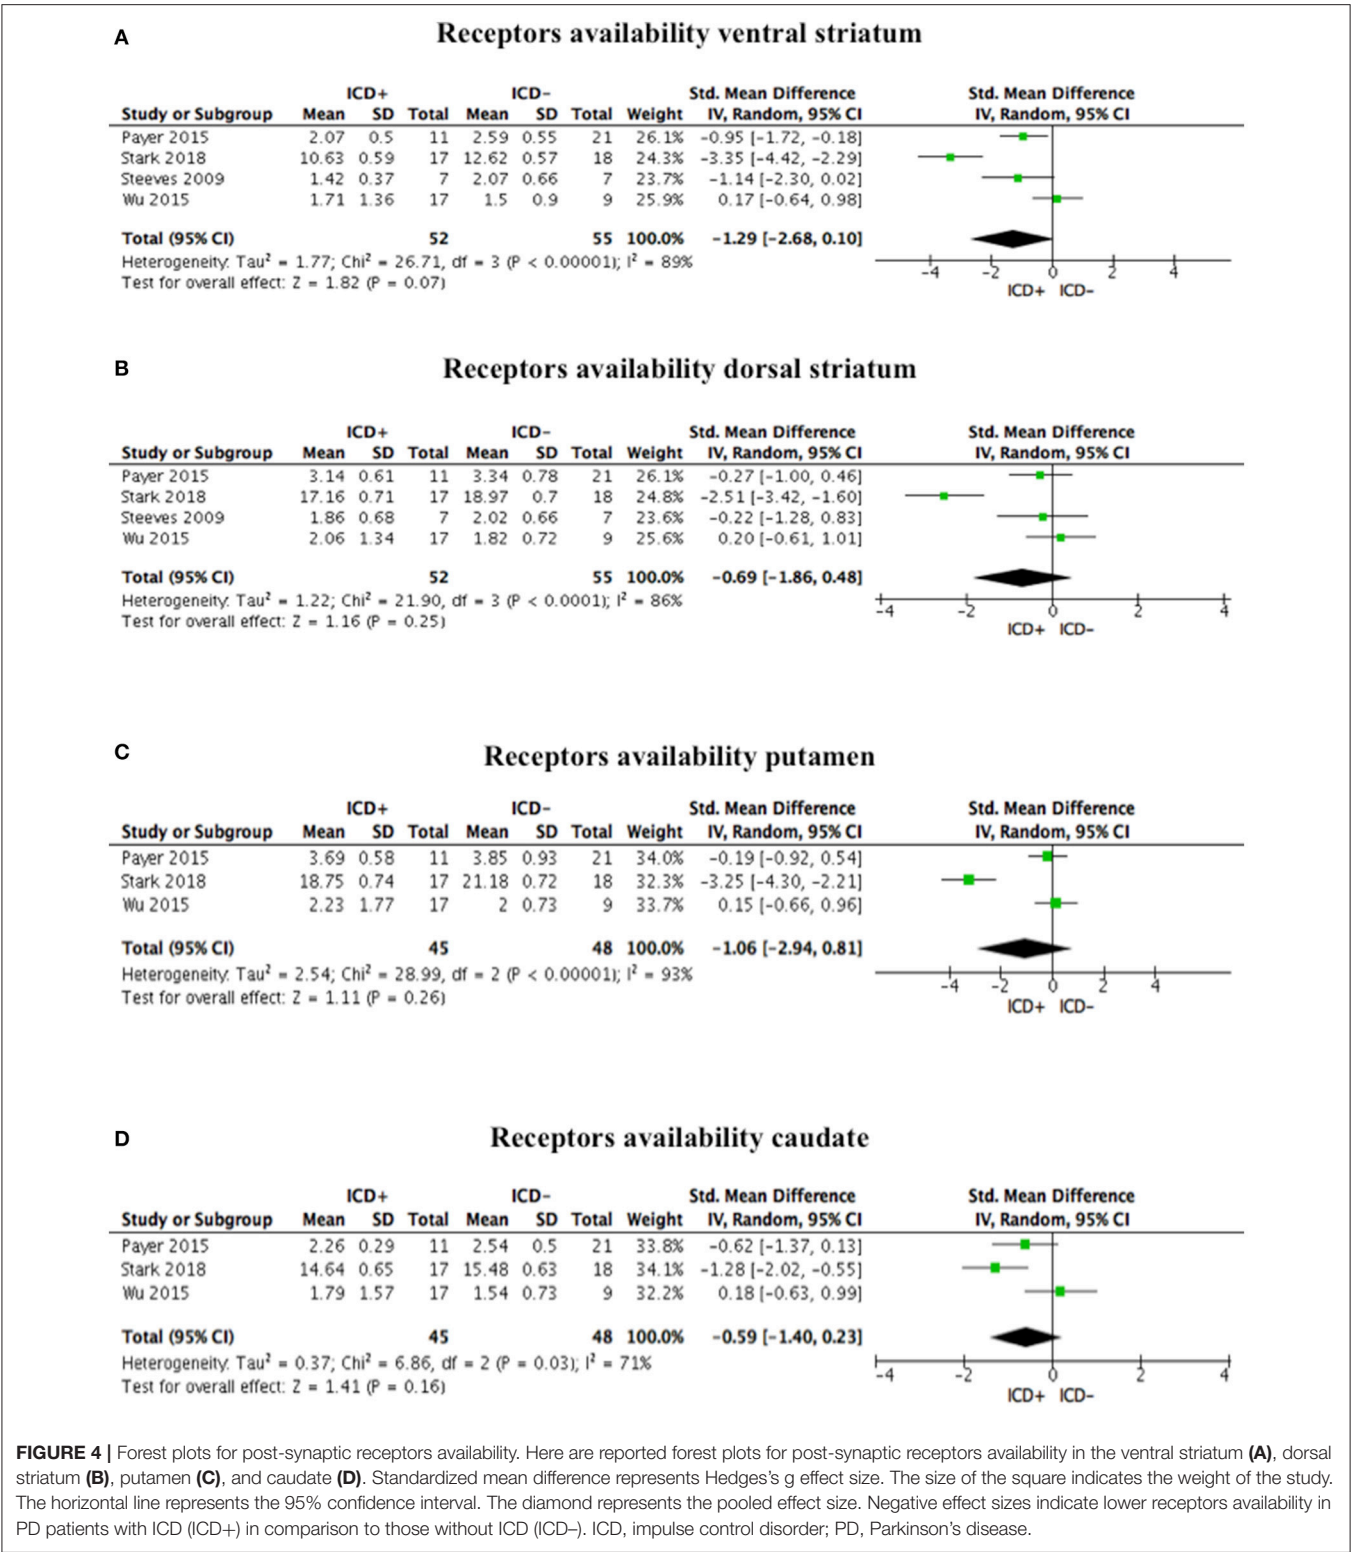 A
Receptors availability ventral striatum
ICD+ ICD− Std. Mean Difference Std. Mean Difference
Study or Subgroup Mean SD Total Mean SD Total Weight IV, Random, 95% CI IV, Random, 95% CI
Payer 2015 2.07 0.5 11 2.59 0.55 21 26.1% −0.95 [−1.72, −0.18]
Stark 2018 10.63 0.59 17 12.62 0.57 18 24.3% −3.35 [−4.42, −2.29]
Steeves 2009 1.42 0.37 7 2.07 0.66 7 23.7% −1.14 [−2.30, 0.02]
Wu 2015 1.71 1.36 17 1.5 0.9 9 25.9% 0.17 [−0.64, 0.98]
Total (95% CI) 52 55 100.0% −1.29 [−2.68, 0.10]
Heterogeneity: Tau² = 1.77; Chi² = 26.71, df = 3 (P < 0.00001); I² = 89%
Test for overall effect: Z = 1.82 (P = 0.07)
−4 −2 0 2 4
ICD+ ICD−
B
Receptors availability dorsal striatum
ICD+ ICD− Std. Mean Difference Std. Mean Difference
Study or Subgroup Mean SD Total Mean SD Total Weight IV, Random, 95% CI IV, Random, 95% CI
Payer 2015 3.14 0.61 11 3.34 0.78 21 26.1% −0.27 [−1.00, 0.46]
Stark 2018 17.16 0.71 17 18.97 0.7 18 24.8% −2.51 [−3.42, −1.60]
Steeves 2009 1.86 0.68 7 2.02 0.66 7 23.6% −0.22 [−1.28, 0.83]
Wu 2015 2.06 1.34 17 1.82 0.72 9 25.6% 0.20 [−0.61, 1.01]
Total (95% CI) 52 55 100.0% −0.69 [−1.86, 0.48]
Heterogeneity: Tau² = 1.22; Chi² = 21.90, df = 3 (P < 0.0001); I² = 86%
Test for overall effect: Z = 1.16 (P = 0.25)
−4 −2 0 2 4
ICD+ ICD−
C
Receptors availability putamen
ICD+ ICD− Std. Mean Difference Std. Mean Difference
Study or Subgroup Mean SD Total Mean SD Total Weight IV, Random, 95% CI IV, Random, 95% CI
Payer 2015 3.69 0.58 11 3.85 0.93 21 34.0% −0.19 [−0.92, 0.54]
Stark 2018 18.75 0.74 17 21.18 0.72 18 32.3% −3.25 [−4.30, −2.21]
Wu 2015 2.23 1.77 17 2 0.73 9 33.7% 0.15 [−0.66, 0.96]
Total (95% CI) 45 48 100.0% −1.06 [−2.94, 0.81]
Heterogeneity: Tau² = 2.54; Chi² = 28.99, df = 2 (P < 0.00001); I² = 93%
Test for overall effect: Z = 1.11 (P = 0.26)
−4 −2 0 2 4
ICD+ ICD−
D
Receptors availability caudate
ICD+ ICD− Std. Mean Difference Std. Mean Difference
Study or Subgroup Mean SD Total Mean SD Total Weight IV, Random, 95% CI IV, Random, 95% CI
Payer 2015 2.26 0.29 11 2.54 0.5 21 33.8% −0.62 [−1.37, 0.13]
Stark 2018 14.64 0.65 17 15.48 0.63 18 34.1% −1.28 [−2.02, −0.55]
Wu 2015 1.79 1.57 17 1.54 0.73 9 32.2% 0.18 [−0.63, 0.99]
Total (95% CI) 45 48 100.0% −0.59 [−1.40, 0.23]
Heterogeneity: Tau² = 0.37; Chi² = 6.86, df = 2 (P = 0.03); I² = 71%
Test for overall effect: Z = 1.41 (P = 0.16)
−4 −2 0 2 4
ICD+ ICD−
FIGURE 4 | Forest plots for post-synaptic receptors availability. Here are reported forest plots for post-synaptic receptors availability in the ventral striatum (A), dorsal
striatum (B), putamen (C), and caudate (D). Standardized mean difference represents Hedges's g effect size. The size of the square indicates the weight of the study.
The horizontal line represents the 95% confidence interval. The diamond represents the pooled effect size. Negative effect sizes indicate lower receptors availability in
PD patients with ICD (ICD+) in comparison to those without ICD (ICD–). ICD, impulse control disorder; PD, Parkinson's disease.